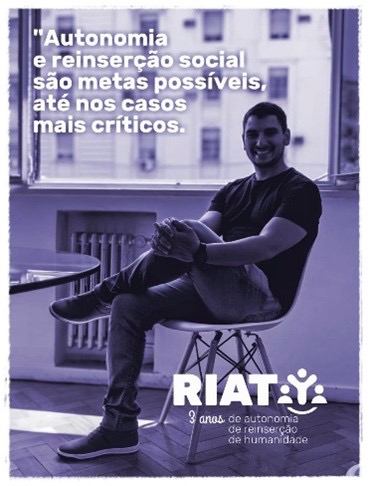 "Autonomia
e reinserção social
são metas possíveis,
até nos casos
mais críticos.
RIAT
3 anos de autonomia
de reinserção
de humanidade